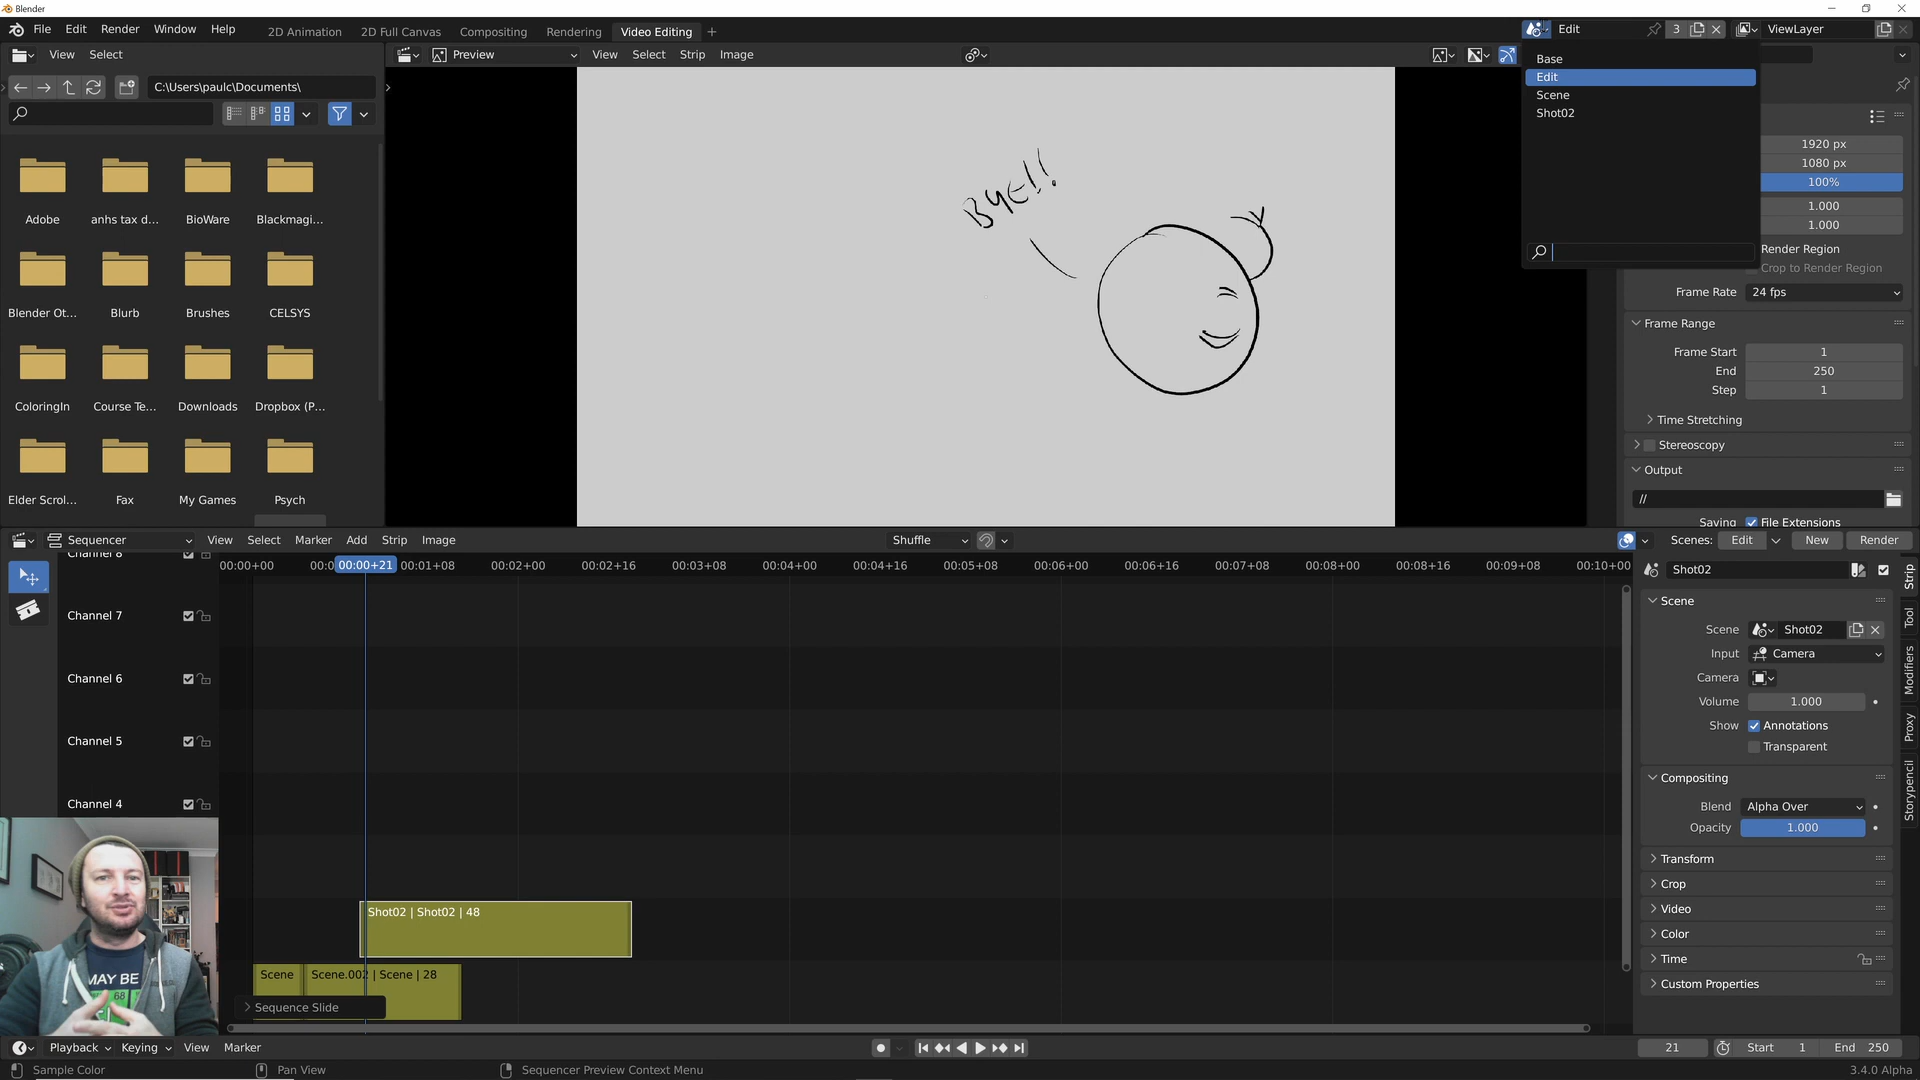 Blender
File Edit Render Window Help 2D Animation 2D Full Canvas Compositing Rendering Video Editing + Edit 3 ViewLayer
View Select Preview View Select Strip Image
C:\Users\paulc\Documents\
Base
Edit
Scene
Shot02
Adobe anhs tax d... BioWare Blackmagi...
Blender Ot... Blurb Brushes CELSYS
ColoringIn Course Te... Downloads Dropbox (P...
Elder Scrol... Fax My Games Psych
BYE!!
1920 px
1080 px
100%
1.000
1.000
Render Region
Crop to Render Region
Frame Rate 24 fps
Frame Range
Frame Start 1
End 250
Step 1
Time Stretching
Stereoscopy
Output
//
Saving File Extensions
Sequencer View Select Marker Add Strip Image Shuffle Scenes: Edit New Render
00:00+00 00:0 00:00+21 00:01+08 00:02+00 00:02+16 00:03+08 00:04+00 00:04+16 00:05+08 00:06+00 00:06+16 00:07+08 00:08+00 00:08+16 00:09+08 00:10+00
Channel 8
Channel 7
Channel 6
Channel 5
Channel 4
Shot02 | Shot02 | 48
Scene Scene.002 | Scene | 28
Sequence Slide
Shot02
Scene
Scene Shot02
Input Camera
Camera
Volume 1.000
Show Annotations
Transparent
Compositing
Blend Alpha Over
Opacity 1.000
Transform
Crop
Video
Color
Time
Custom Properties
Strip
Tool
Modifiers
Proxy
Storypencil
MAY BE
68
Playback Keying View Marker 21 Start 1 End 250
Sample Color Pan View Sequencer Preview Context Menu 3.4.0 Alpha